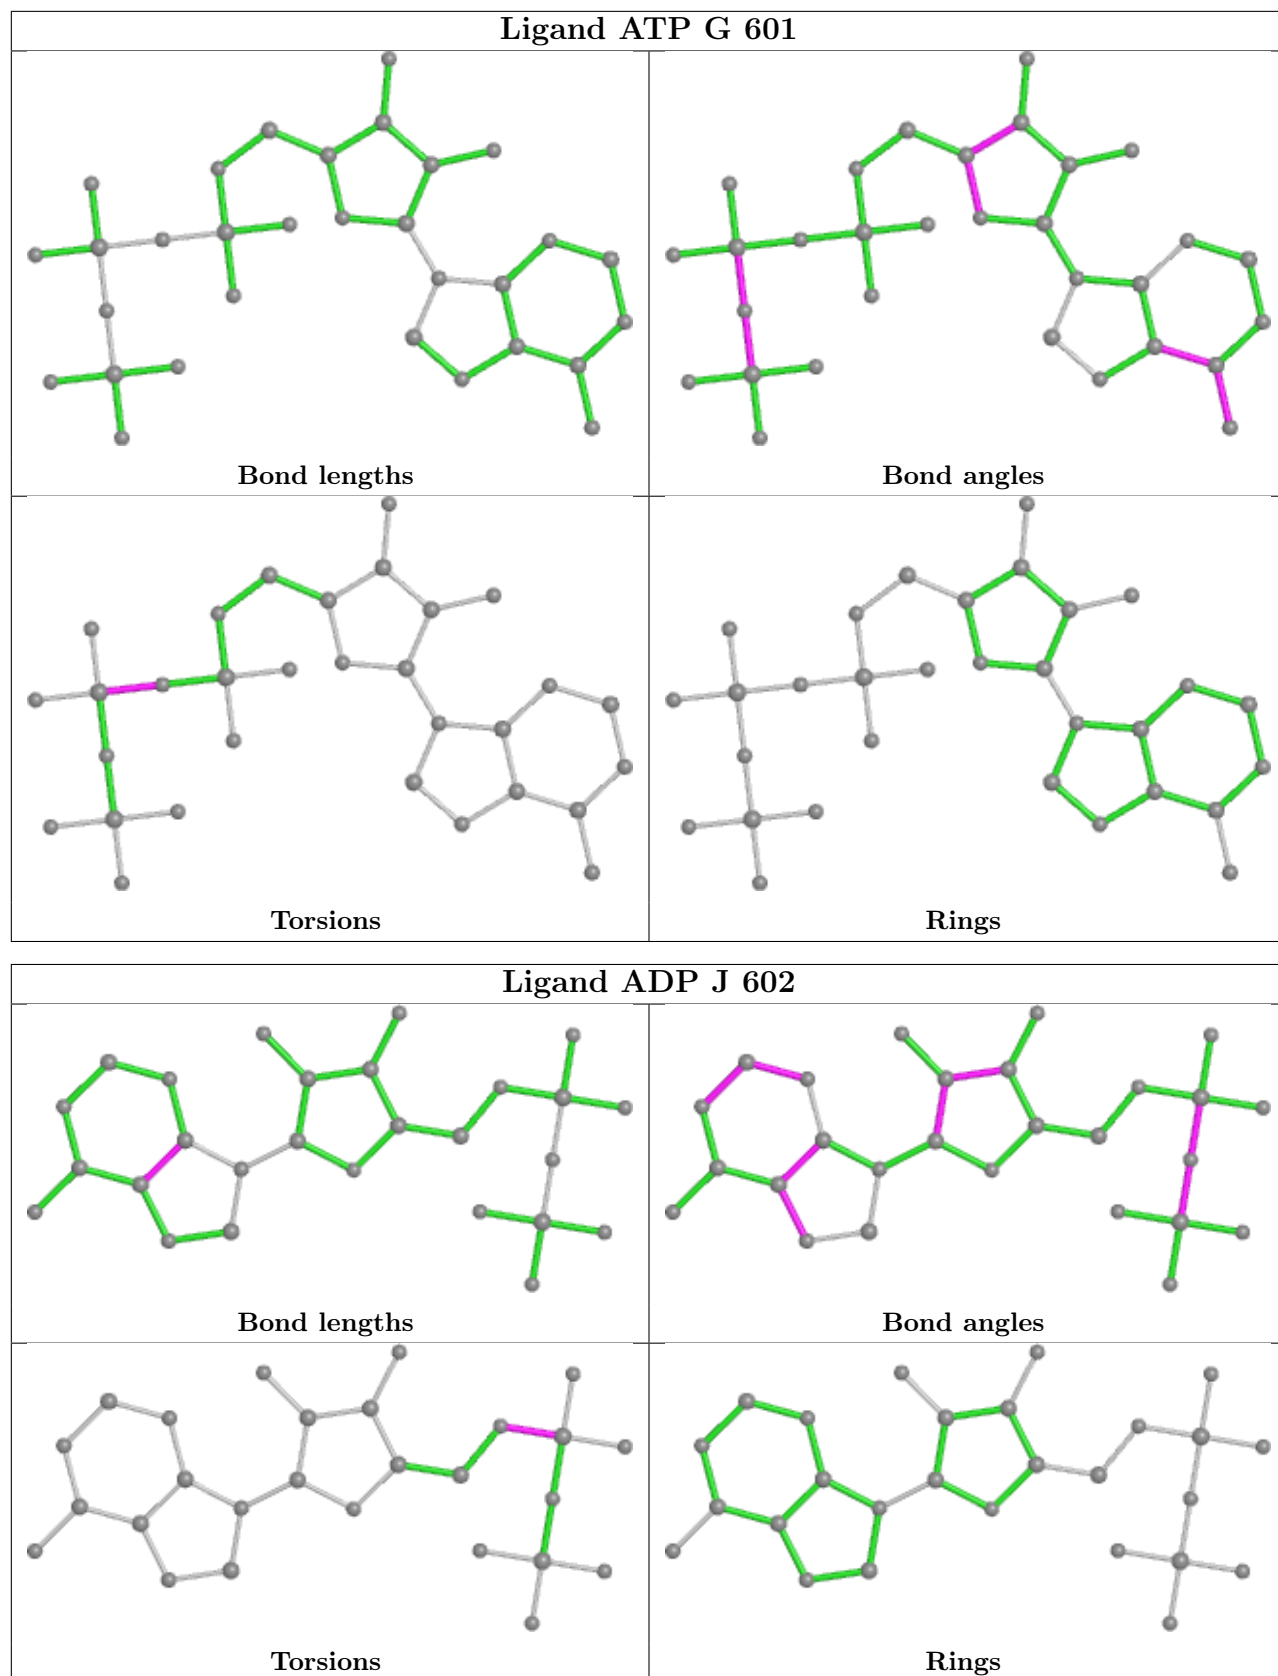 Ligand ATP G 601
Bond lengths
Bond angles
Torsions
Rings
Ligand ADP J 602
Bond lengths
Bond angles
Torsions
Rings